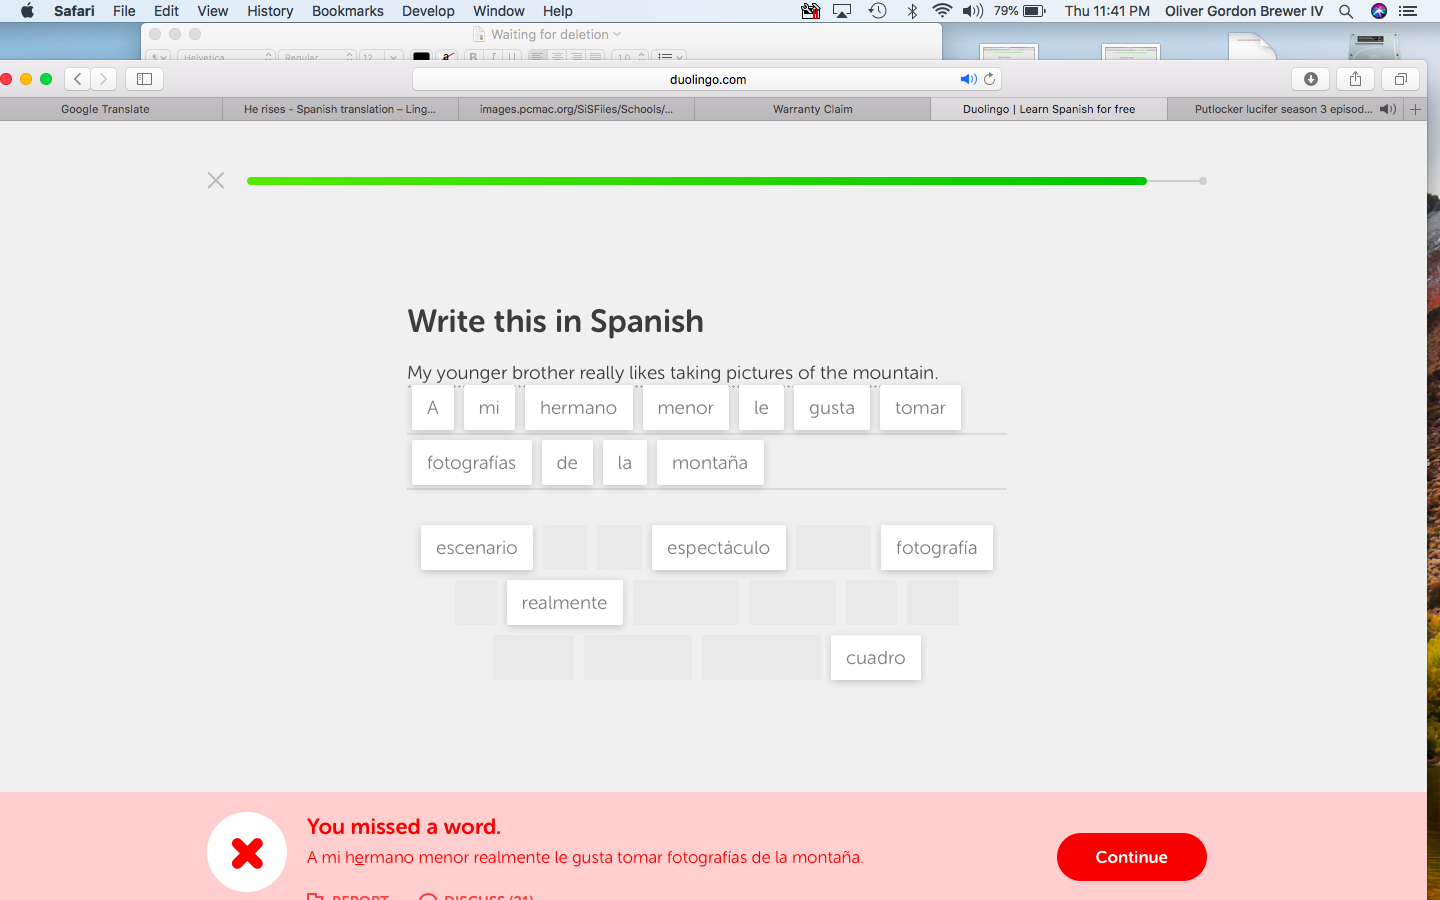 Safari File Edit View History Bookmarks Develop Window Help 79% Thu 11:41 PM Oliver Gordon Brewer IV
Waiting for deletion
Helvetica Regular 12 B I U 1.0
duolingo.com
Google Translate He rises - Spanish translation – Ling... images.pcmac.org/SiSFiles/Schools/... Warranty Claim Duolingo | Learn Spanish for free Putlocker lucifer season 3 episod...
Write this in Spanish
My younger brother really likes taking pictures of the mountain.
A mi hermano menor le gusta tomar
fotografías de la montaña
escenario espectáculo fotografía
realmente
cuadro
You missed a word.
A mi hermano menor realmente le gusta tomar fotografías de la montaña.
Continue
REPORT DISCUSS (21)